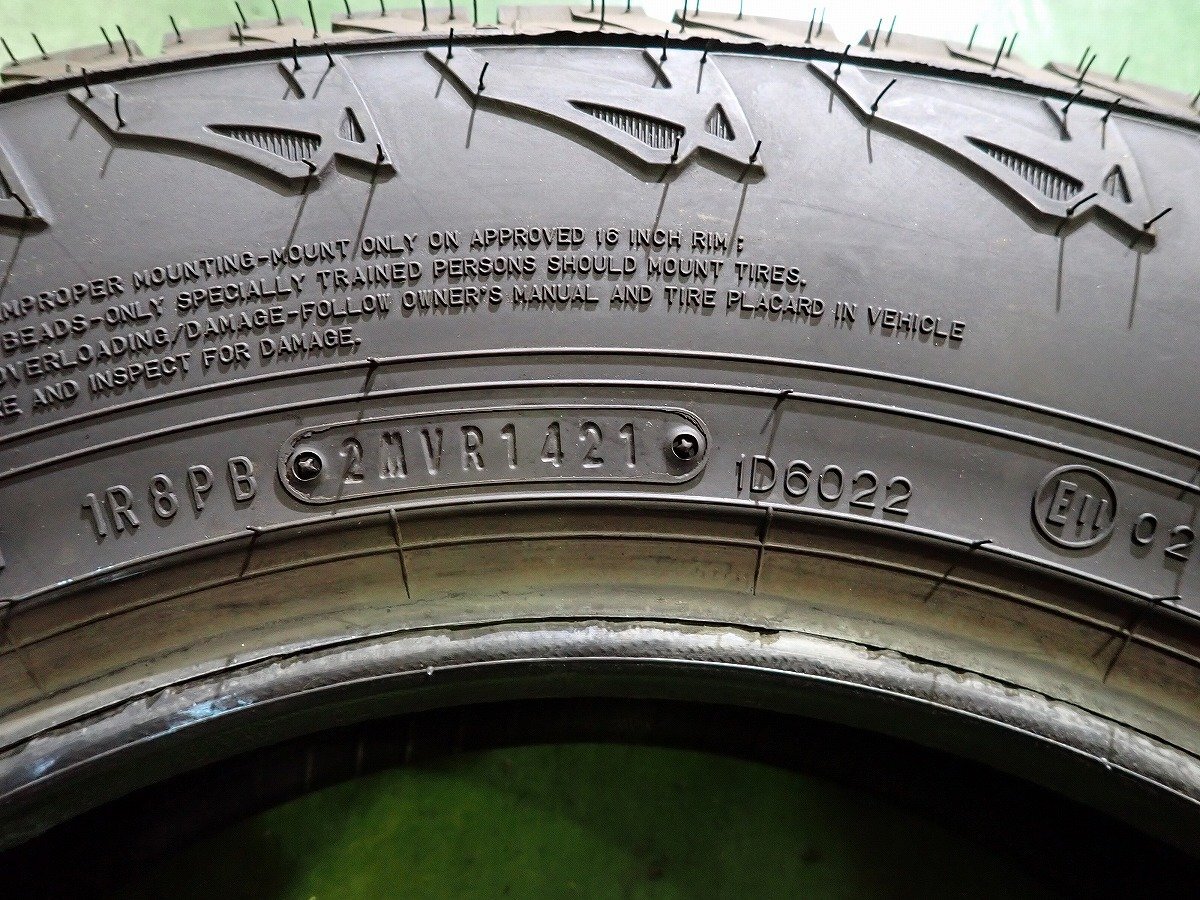 IMPROPER MOUNTING-MOUNT ONLY ON APPROVED 16 INCH RIM;
BEADS-ONLY SPECIALLY TRAINED PERSONS SHOULD MOUNT TIRES.
OVERLOADING/DAMAGE-FOLLOW OWNER'S MANUAL AND TIRE PLACARD IN VEHICLE
AND INSPECT FOR DAMAGE.
1R8PB 2MVR1421 1D6022 E11 02